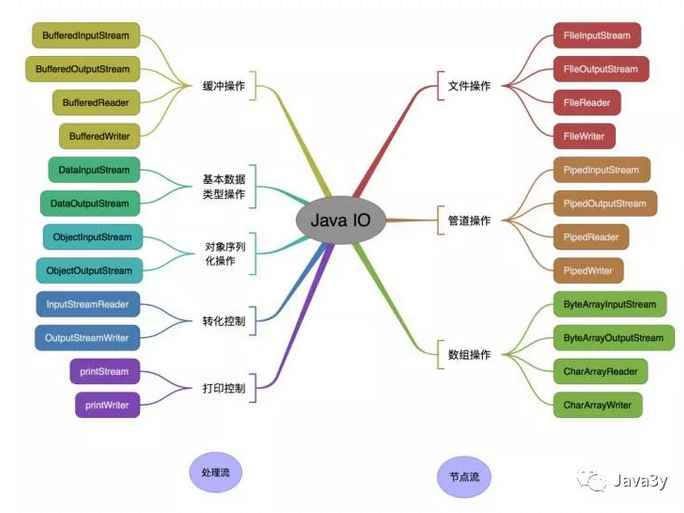 BufferedInputStream
BufferedOutputStream
BufferedReader
BufferedWriter
缓冲操作
DataInputStream
DataOutputStream
基本数据
类型操作
ObjectInputStream
ObjectOutputStream
对象序列
化操作
InputStreamReader
OutputStreamWriter
转化控制
printStream
printWriter
打印控制
处理流
Java IO
文件操作
FileInputStream
FileOutputStream
FileReader
FileWriter
管道操作
PipedInputStream
PipedOutputStream
PipedReader
PipedWriter
数组操作
ByteArrayInputStream
ByteArrayOutputStream
CharArrayReader
CharArrayWriter
节点流
Java3y